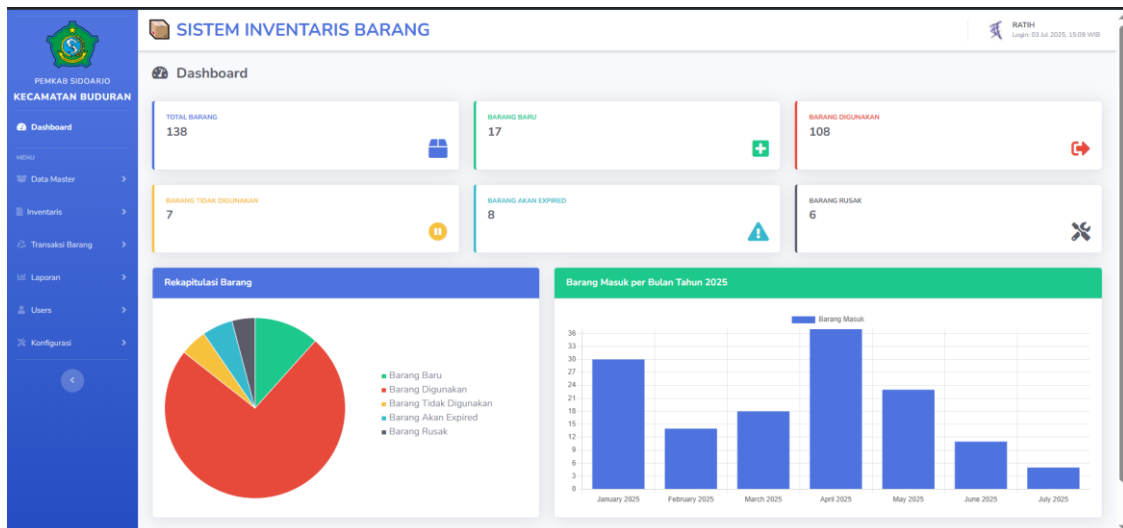 PEMKAB SIDOARJO
KECAMATAN BUDURAN
Dashboard
MENU
Data Master
Inventaris
Transaksi Barang
Laporan
Users
Konfigurasi
SISTEM INVENTARIS BARANG
RATIH
Login: 03 Jul 2025, 15:09 WIB
Dashboard
TOTAL BARANG
138
BARANG BARU
17
BARANG DIGUNAKAN
108
BARANG TIDAK DIGUNAKAN
7
BARANG AKAN EXPIRED
8
BARANG RUSAK
6
Rekapitulasi Barang
Barang Baru
Barang Digunakan
Barang Tidak Digunakan
Barang Akan Expired
Barang Rusak
Barang Masuk per Bulan Tahun 2025
Barang Masuk
36
33
30
27
24
21
18
15
12
9
6
3
0
January 2025 February 2025 March 2025 April 2025 May 2025 June 2025 July 2025